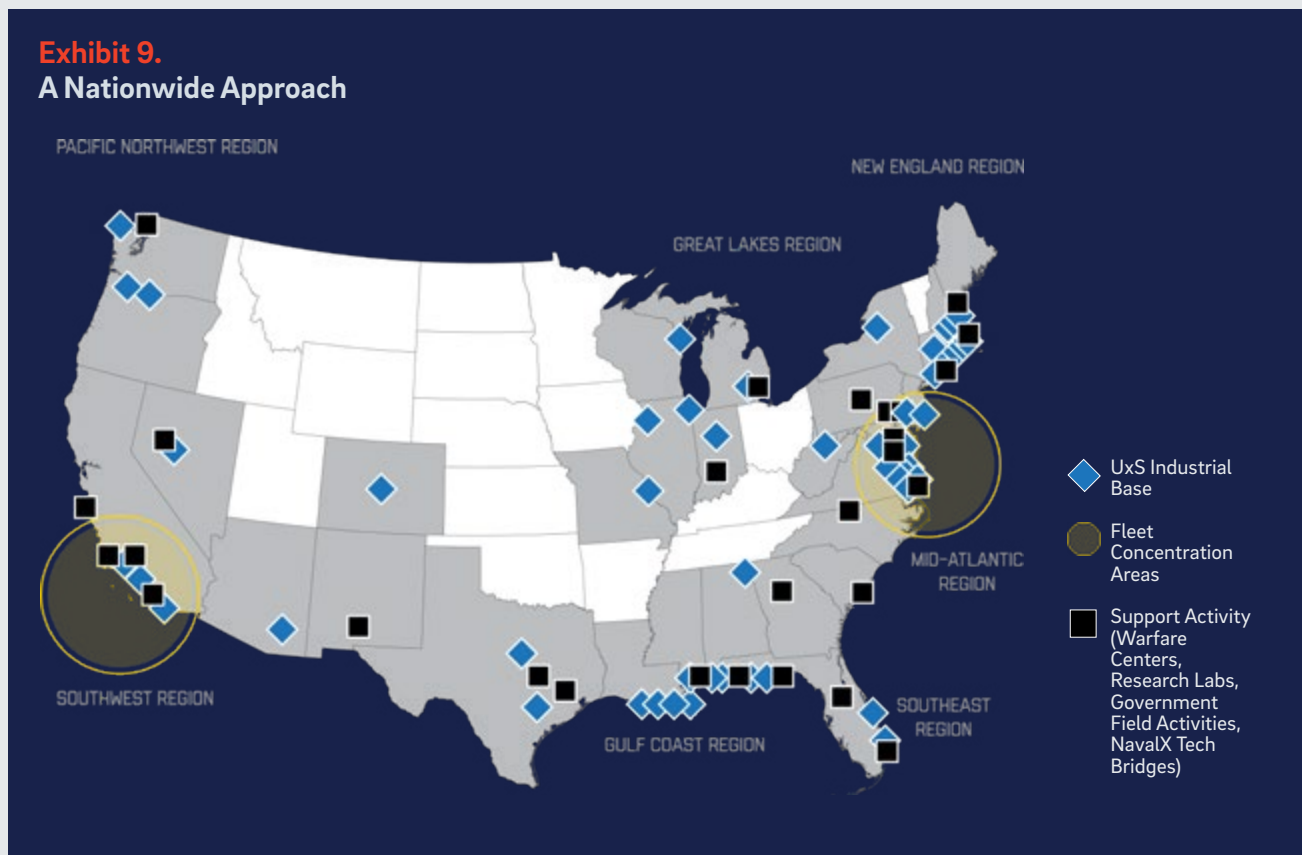 Exhibit 9.
A Nationwide Approach
PACIFIC NORTHWEST REGION
NEW ENGLAND REGION
GREAT LAKES REGION
MID-ATLANTIC
REGION
SOUTHWEST REGION
SOUTHEAST
REGION
GULF COAST REGION
UxS Industrial
Base
Fleet
Concentration
Areas
Support Activity
(Warfare
Centers,
Research Labs,
Government
Field Activities,
NavalX Tech
Bridges)